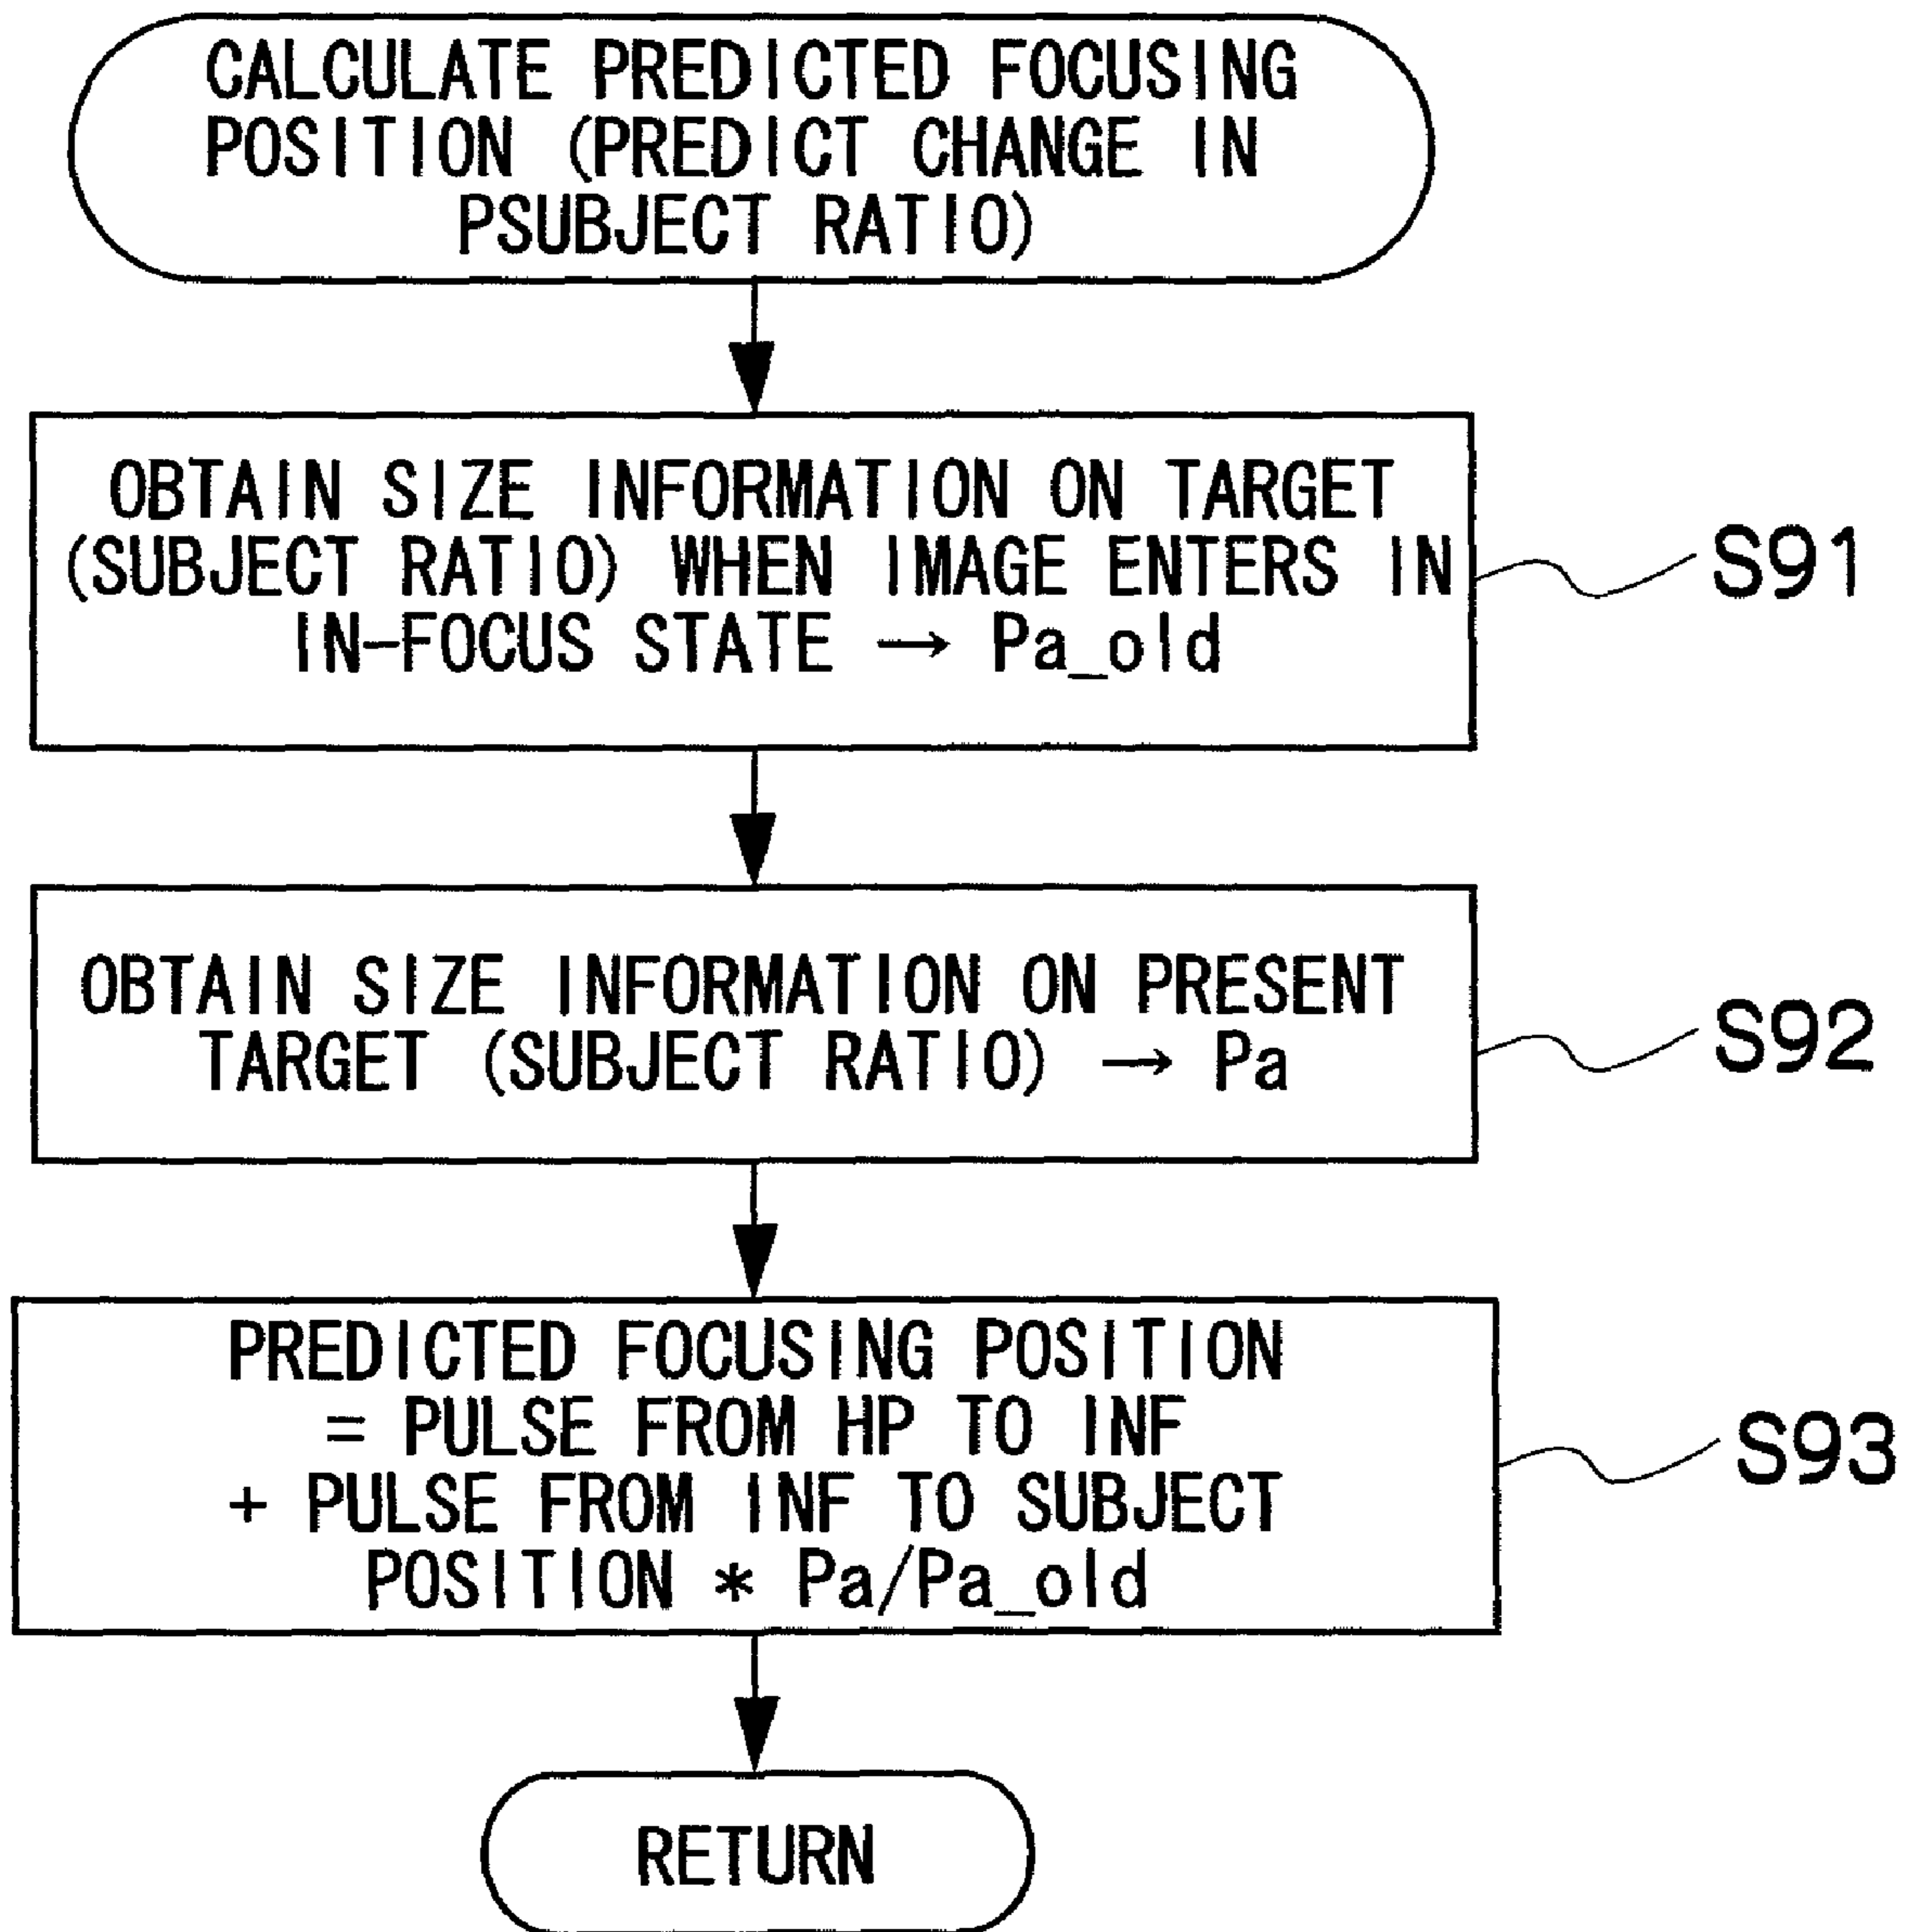 CALCULATE PREDICTED FOCUSING
POSITION (PREDICT CHANGE IN
PSUBJECT RATIO)
OBTAIN SIZE INFORMATION ON TARGET
(SUBJECT RATIO) WHEN IMAGE ENTERS IN
IN-FOCUS STATE → Pa_old
S91
OBTAIN SIZE INFORMATION ON PRESENT
TARGET (SUBJECT RATIO) → Pa
S92
PREDICTED FOCUSING POSITION
= PULSE FROM HP TO INF
+ PULSE FROM INF TO SUBJECT
POSITION * Pa/Pa_old
S93
RETURN